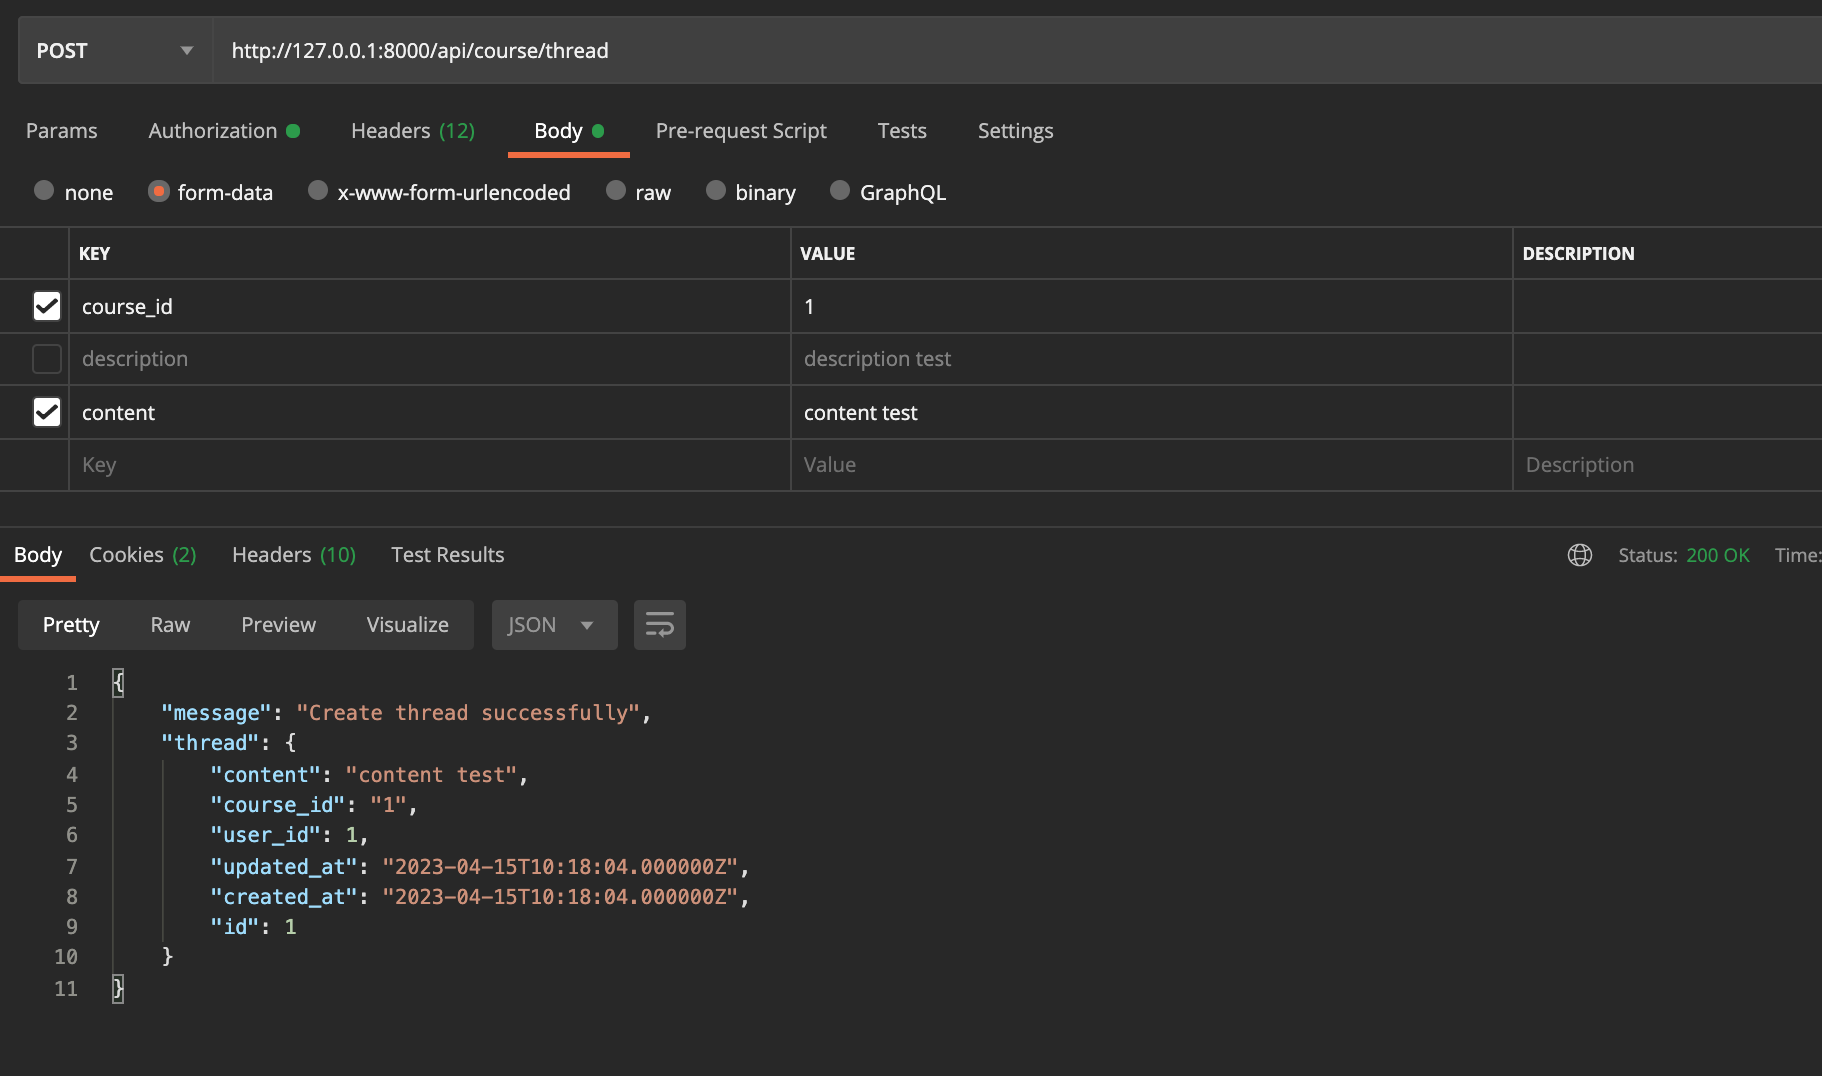 POST http://127.0.0.1:8000/api/course/thread
Params Authorization Headers (12) Body Pre-request Script Tests Settings
none form-data x-www-form-urlencoded raw binary GraphQL
KEY VALUE DESCRIPTION
course_id 1
description description test
content content test
Key Value Description
Body Cookies (2) Headers (10) Test Results Status: 200 OK Time:
Pretty Raw Preview Visualize JSON
1 {
2 "message": "Create thread successfully",
3 "thread": {
4 "content": "content test",
5 "course_id": "1",
6 "user_id": 1,
7 "updated_at": "2023-04-15T10:18:04.000000Z",
8 "created_at": "2023-04-15T10:18:04.000000Z",
9 "id": 1
10 }
11 }